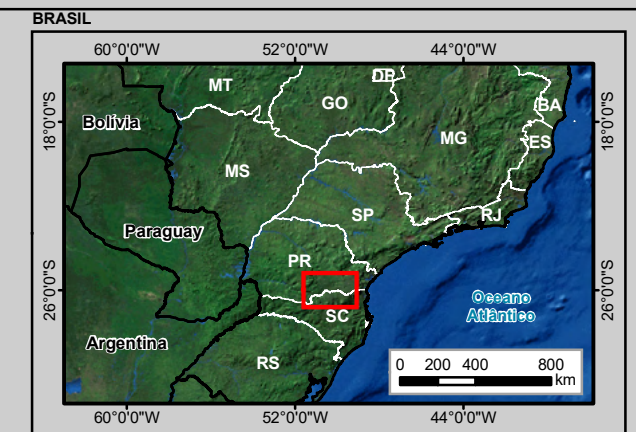 BRASIL
60°0'0"W 52°0'0"W 44°0'0"W
18°0'0"S
26°0'0"S
MT
GO
DF
BA
Bolívia
MG
ES
MS
SP
RJ
Paraguay
PR
Oceano
Atlântico
SC
Argentina
RS
0 200 400 800
km
18°0'0"S
26°0'0"S
60°0'0"W 52°0'0"W 44°0'0"W